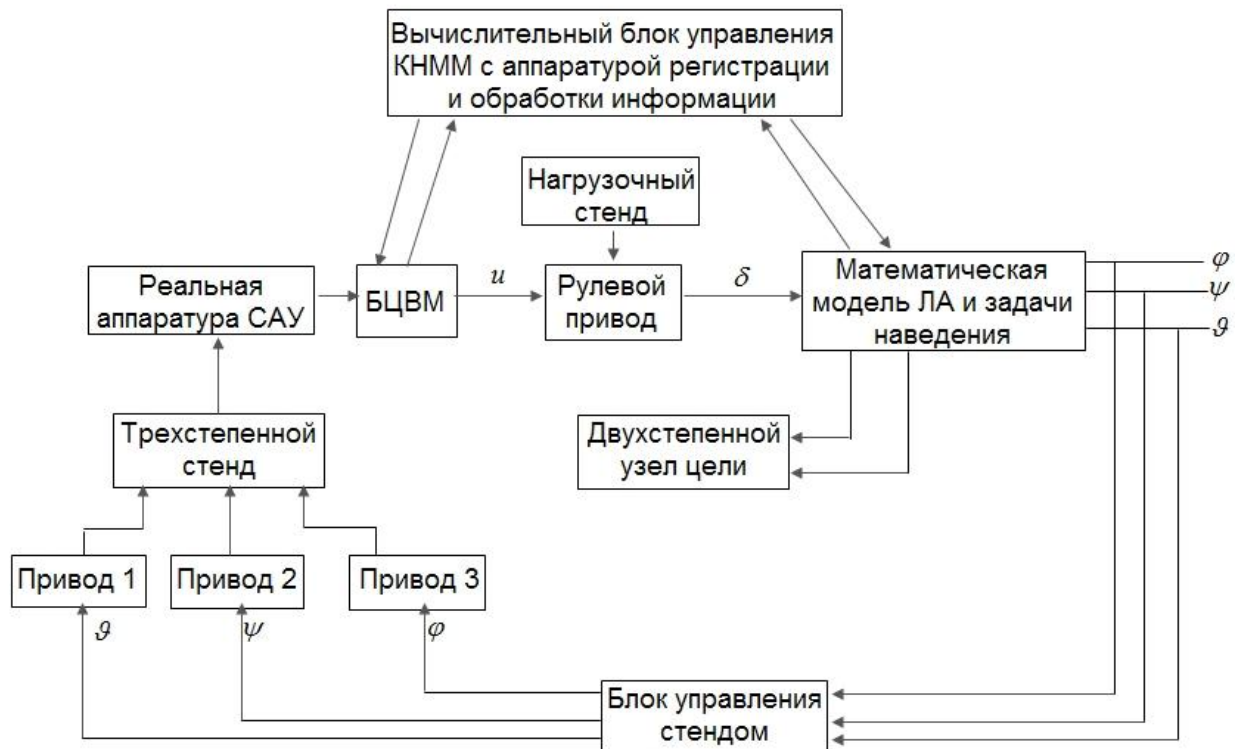 Вычислительный блок управления
КНММ с аппаратурой регистрации
и обработки информации
Нагрузочный
стенд
Реальная
аппаратура САУ
БЦВМ
u
Рулевой
привод
δ
Математическая
модель ЛА и задачи
наведения
φ
ψ
ϑ
Трехстепенной
стенд
Двухстепенной
узел цели
Привод 1
Привод 2
Привод 3
ϑ
ψ
φ
Блок управления
стендом